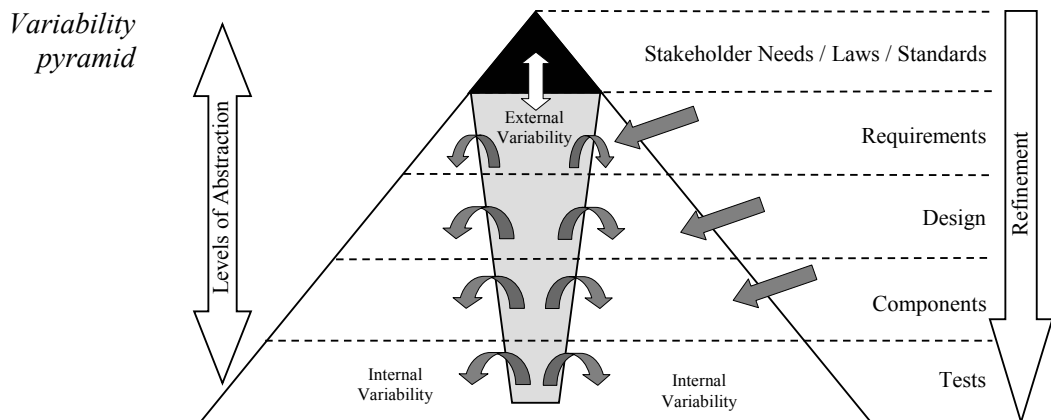 Variability
pyramid
Levels of Abstraction
Stakeholder Needs / Laws / Standards
External
Variability
Requirements
Design
Refinement
Components
Internal
Variability
Internal
Variability
Tests